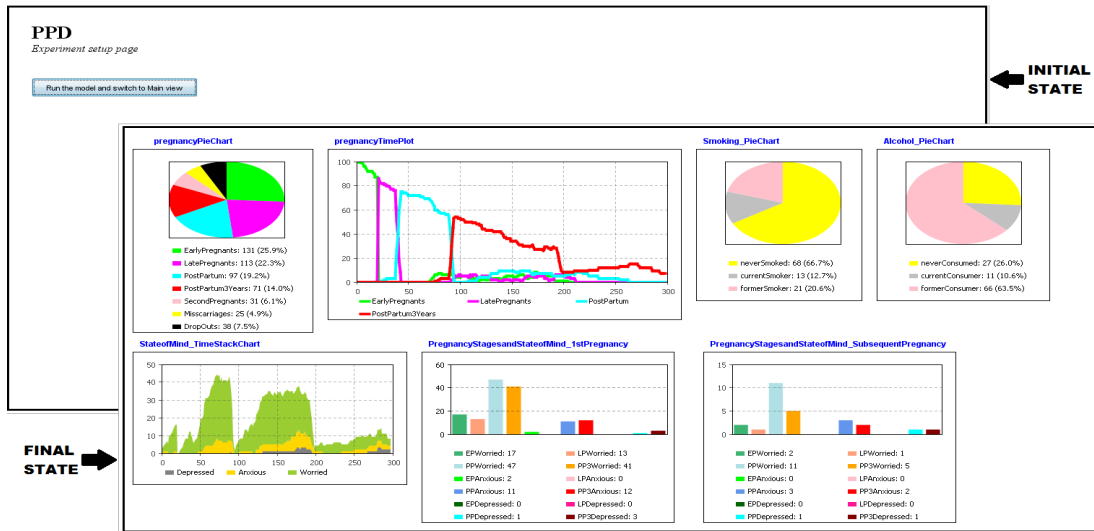 PPD
Experiment setup page
Run the model and switch to Main view
INITIAL
STATE
pregnancyPieChart
EarlyPregnants: 131 (25.9%)
LatePregnants: 113 (22.3%)
PostPartum: 97 (19.2%)
PostPartum3Years: 71 (14.0%)
SecondPregnants: 31 (6.1%)
Misscarriages: 25 (4.9%)
DropOuts: 38 (7.5%)
pregnancyTimePlot
100
80
60
40
20
0
0 50 100 150 200 250 300
EarlyPregnants LatePregnants PostPartum
PostPartum3Years
Smoking_PieChart
neverSmoked: 68 (66.7%)
currentSmoker: 13 (12.7%)
formerSmoker: 21 (20.6%)
Alcohol_PieChart
neverConsumed: 27 (26.0%)
currentConsumer: 11 (10.6%)
formerConsumer: 66 (63.5%)
FINAL
STATE
StateofMind_TimeStackChart
50
40
30
20
10
0
0 50 100 150 200 250 300
Depressed Anxious Worried
PregnancyStagesandStateofMind_1stPregnancy
60
40
20
0
EPWorried: 17 LPWorried: 13
PPWorried: 47 PP3Worried: 41
EPAnxious: 2 LPAnxious: 0
PPAnxious: 11 PP3Anxious: 12
EPDepressed: 0 LPDepressed: 0
PPDepressed: 1 PP3Depressed: 3
PregnancyStagesandStateofMind_SubsequentPregnancy
15
10
5
0
EPWorried: 2 LPWorried: 1
PPWorried: 11 PP3Worried: 5
EPAnxious: 0 LPAnxious: 0
PPAnxious: 3 PP3Anxious: 2
EPDepressed: 0 LPDepressed: 0
PPDepressed: 1 PP3Depressed: 1